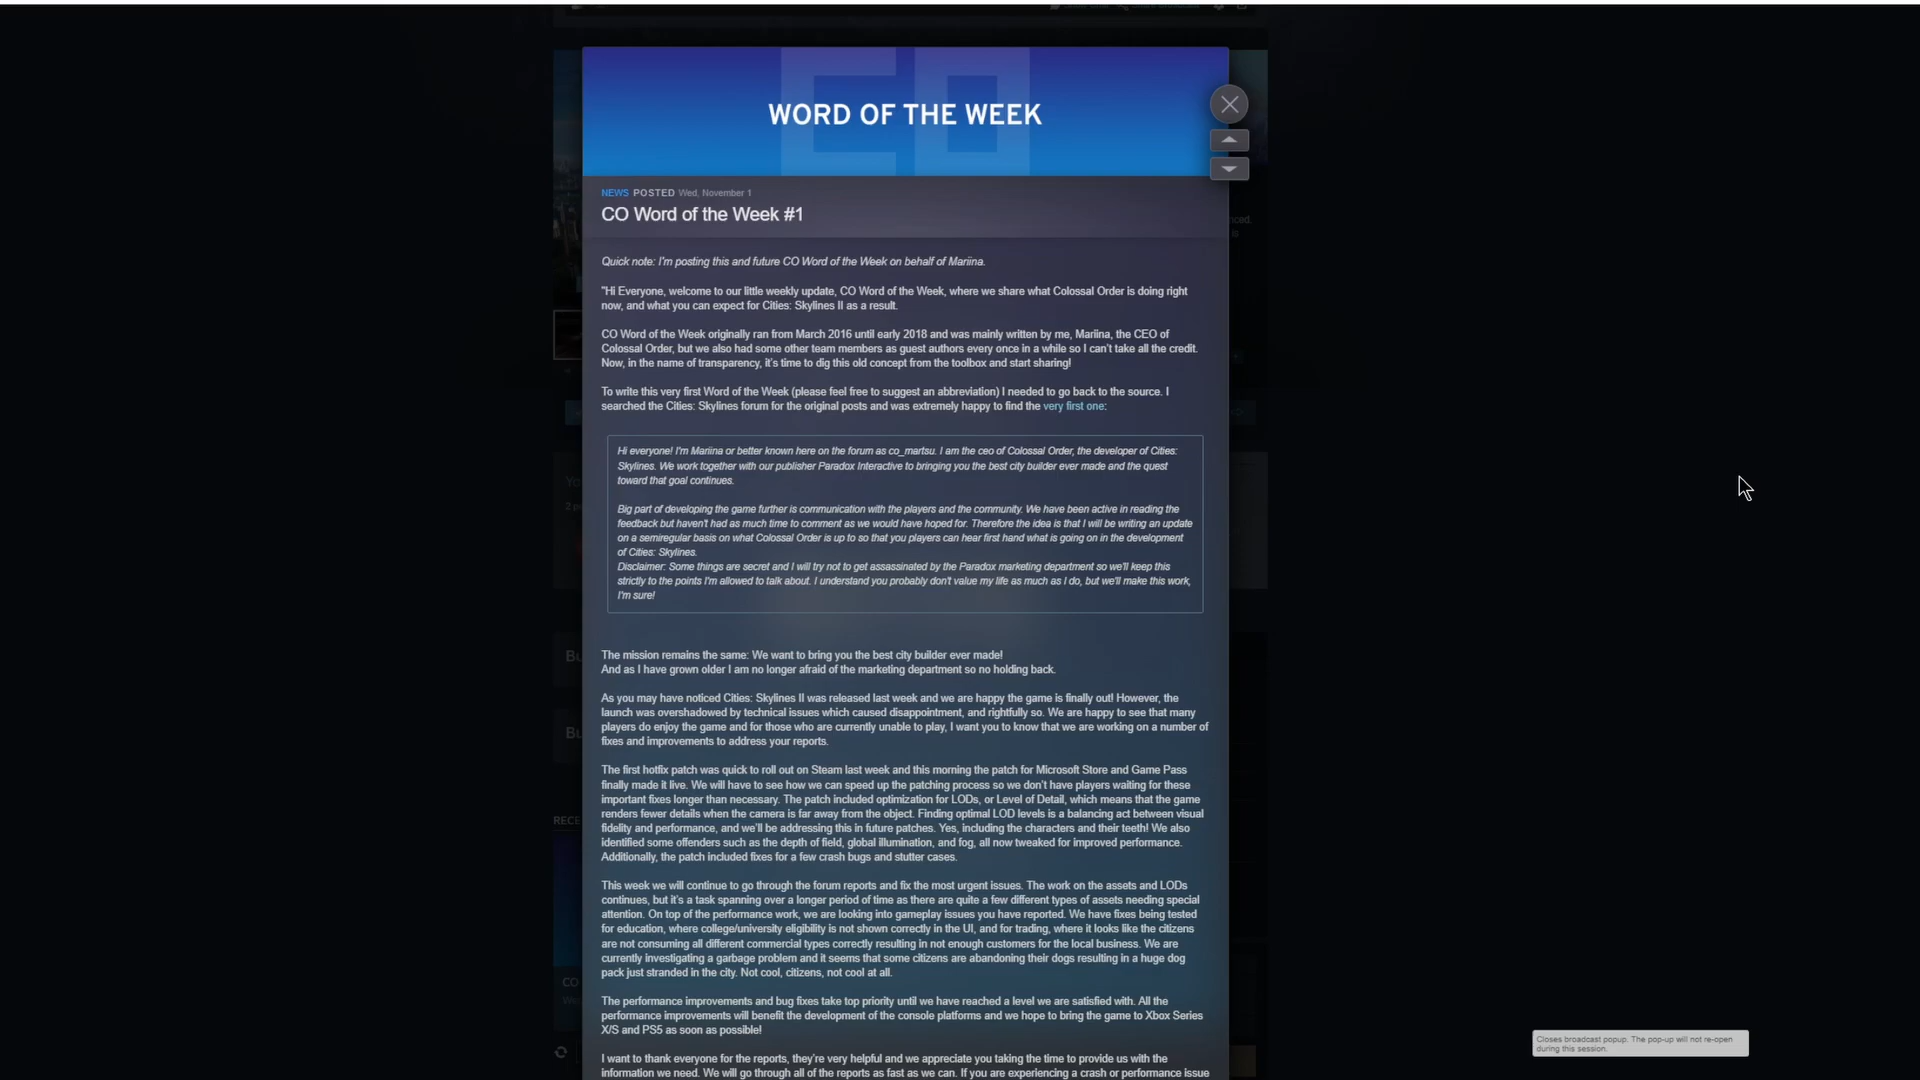 WORD OF THE WEEK
NEWS POSTED Wed, November 1
CO Word of the Week #1
Quick note: I'm posting this and future CO Word of the Week on behalf of Mariina.
"Hi Everyone, welcome to our little weekly update, CO Word of the Week, where we share what Colossal Order is doing right
now, and what you can expect for Cities: Skylines II as a result.
CO Word of the Week originally ran from March 2016 until early 2018 and was mainly written by me, Mariina, the CEO of
Colossal Order, but we also had some other team members as guest authors every once in a while so I can't take all the credit.
Now, in the name of transparency, it's time to dig this old concept from the toolbox and start sharing!
To write this very first Word of the Week (please feel free to suggest an abbreviation) I needed to go back to the source. I
searched the Cities: Skylines forum for the original posts and was extremely happy to find the very first one:
Hi everyone! I'm Mariina or better known here on the forum as co_martsu. I am the ceo of Colossal Order, the developer of Cities:
Skylines. We work together with our publisher Paradox Interactive to bringing you the best city builder ever made and the quest
toward that goal continues.
Big part of developing the game further is communication with the players and the community. We have been active in reading the
feedback but haven't had as much time to comment as we would have hoped for. Therefore the idea is that I will be writing an update
on a semiregular basis on what Colossal Order is up to so that you players can hear first hand what is going on in the development
of Cities: Skylines.
Disclaimer: Some things are secret and I will try not to get assassinated by the Paradox marketing department so we'll keep this
strictly to the points I'm allowed to talk about. I understand you probably don't value my life as much as I do, but we'll make this work,
I'm sure!
The mission remains the same: We want to bring you the best city builder ever made!
And as I have grown older I am no longer afraid of the marketing department so no holding back.
As you may have noticed Cities: Skylines II was released last week and we are happy the game is finally out! However, the
launch was overshadowed by technical issues which caused disappointment, and rightfully so. We are happy to see that many
players do enjoy the game and for those who are currently unable to play, I want you to know that we are working on a number of
fixes and improvements to address your reports.
The first hotfix patch was quick to roll out on Steam last week and this morning the patch for Microsoft Store and Game Pass
finally made it live. We will have to see how we can speed up the patching process so we don't have players waiting for these
important fixes longer than necessary. The patch included optimization for LODs, or Level of Detail, which means that the game
renders fewer details when the camera is far away from the object. Finding optimal LOD levels is a balancing act between visual
fidelity and performance, and we'll be addressing this in future patches. Yes, including the characters and their teeth! We also
identified some offenders such as the depth of field, global illumination, and fog, all now tweaked for improved performance.
Additionally, the patch included fixes for a few crash bugs and stutter cases.
This week we will continue to go through the forum reports and fix the most urgent issues. The work on the assets and LODs
continues, but it's a task spanning over a longer period of time as there are quite a few different types of assets needing special
attention. On top of the performance work, we are looking into gameplay issues you have reported. We have fixes being tested
for education, where college/university eligibility is not shown correctly in the UI, and for trading, where it looks like the citizens
are not consuming all different commercial types correctly resulting in not enough customers for the local business. We are
currently investigating a garbage problem and it seems that some citizens are abandoning their dogs resulting in a huge dog
pack just stranded in the city. Not cool, citizens, not cool at all.
The performance improvements and bug fixes take top priority until we have reached a level we are satisfied with. All the
performance improvements will benefit the development of the console platforms and we hope to bring the game to Xbox Series
X/S and PS5 as soon as possible!
I want to thank everyone for the reports, they're very helpful and we appreciate you taking the time to provide us with the
information we need. We will go through all of the reports as fast as we can. If you are experiencing a crash or performance issue
Closes broadcast popup. The pop-up will not re-open
during this session.